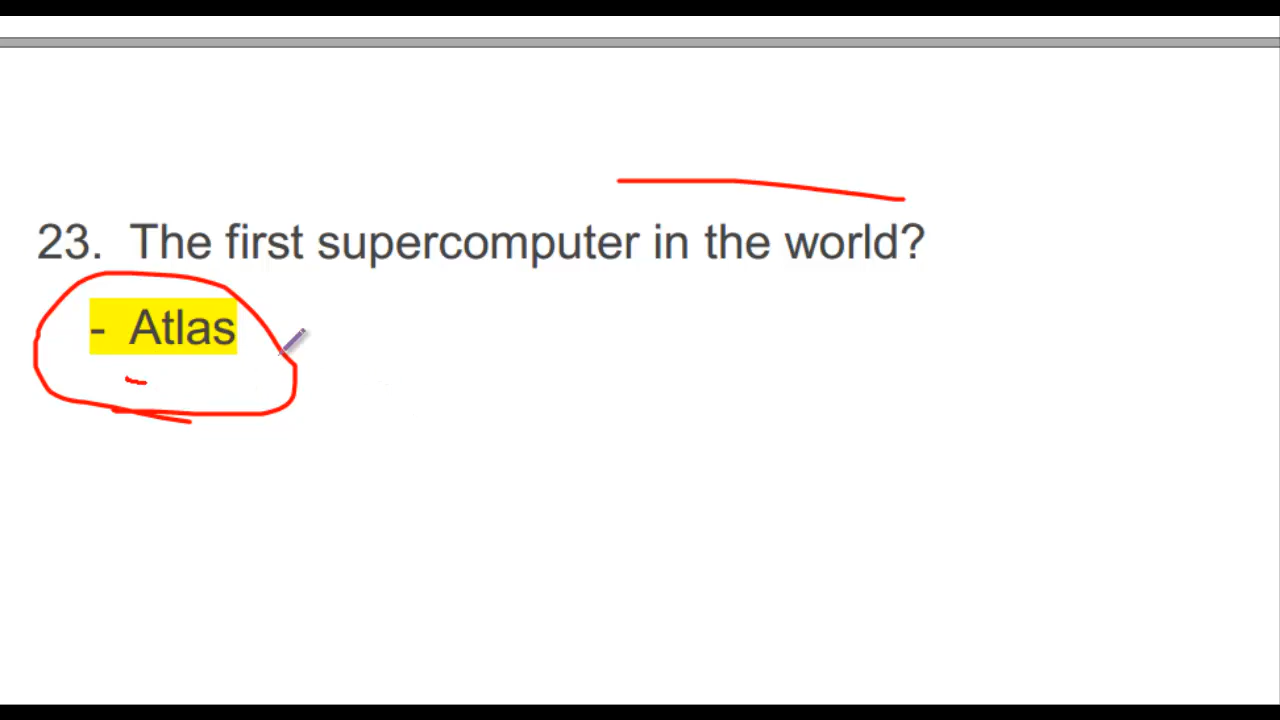 23. The first supercomputer in the world?
- Atlas